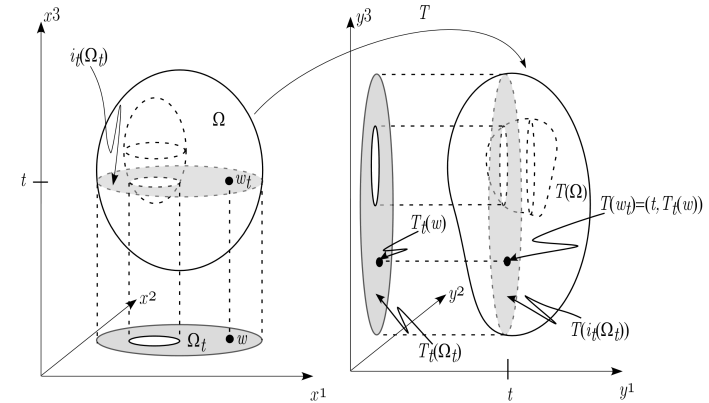 x3
i_t(Ω_t)
Ω
t
w_t
x2
Ω_t
w
x1
T
y3
T(Ω)
T(w_t)=(t, T_t(w))
T_t(w)
y2
T(i_t(Ω_t))
T_t(Ω_t)
t
y1